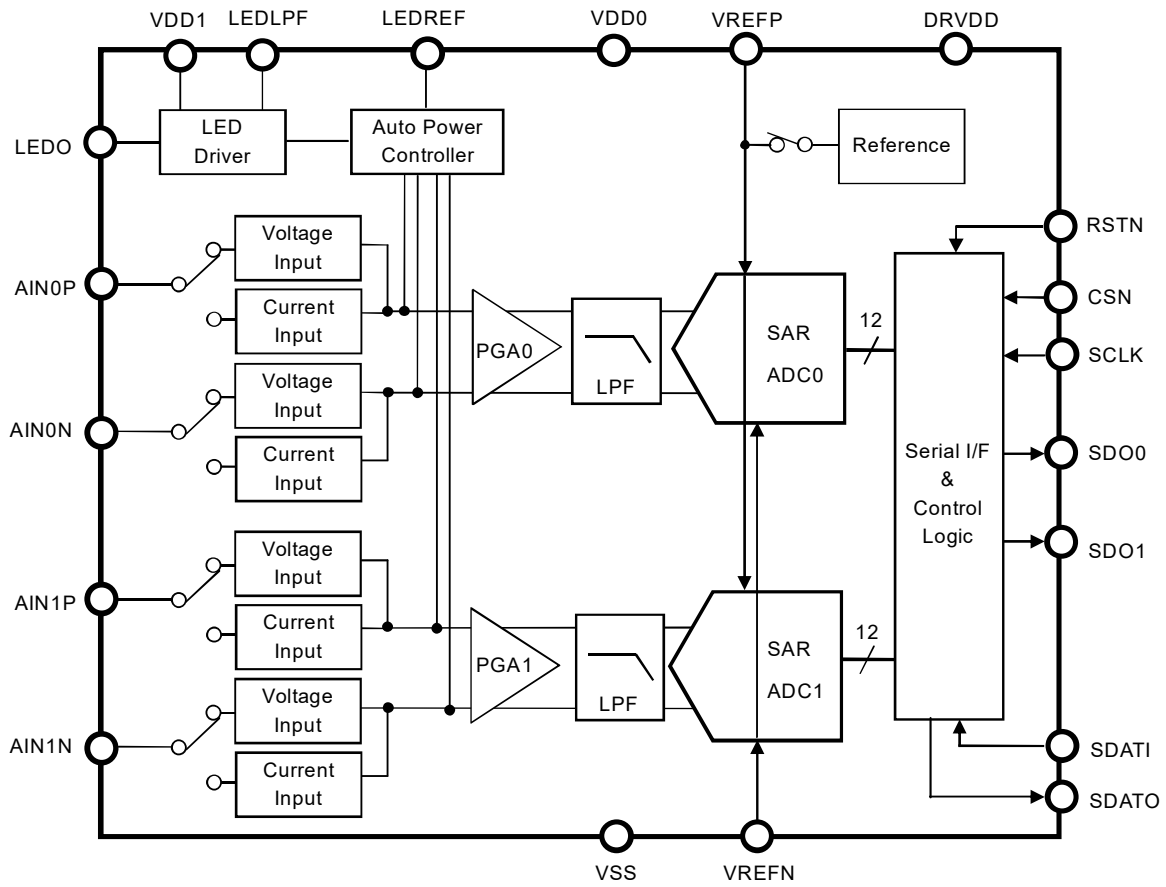 VDD1
LEDLPF
LEDREF
VDD0
VREFP
DRVDD
LEDO
LED
Driver
Auto Power
Controller
Reference
AIN0P
Voltage
Input
Current
Input
AIN0N
Voltage
Input
Current
Input
PGA0
LPF
SAR
ADC0
12
RSTN
CSN
SCLK
Serial I/F
&
Control
Logic
SDO0
SDO1
AIN1P
Voltage
Input
Current
Input
AIN1N
Voltage
Input
Current
Input
PGA1
LPF
SAR
ADC1
12
SDATI
SDATO
VSS
VREFN